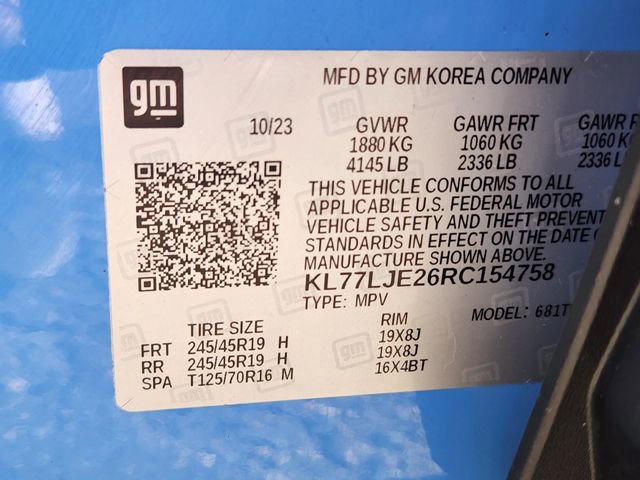 gm
MFD BY GM KOREA COMPANY
10/23 GVWR GAWR FRT GAWR RR
1880 KG 1060 KG 1060 KG
4145 LB 2336 LB 2336 LB
THIS VEHICLE CONFORMS TO ALL
APPLICABLE U.S. FEDERAL MOTOR
VEHICLE SAFETY AND THEFT PREVENT
STANDARDS IN EFFECT ON THE DATE O
MANUFACTURE SHOWN ABOVE.
KL77LJE26RC154758
TYPE: MPV MODEL: 681T
TIRE SIZE RIM
FRT 245/45R19 H 19X8J
RR 245/45R19 H 19X8J
SPA T125/70R16 M 16X4BT